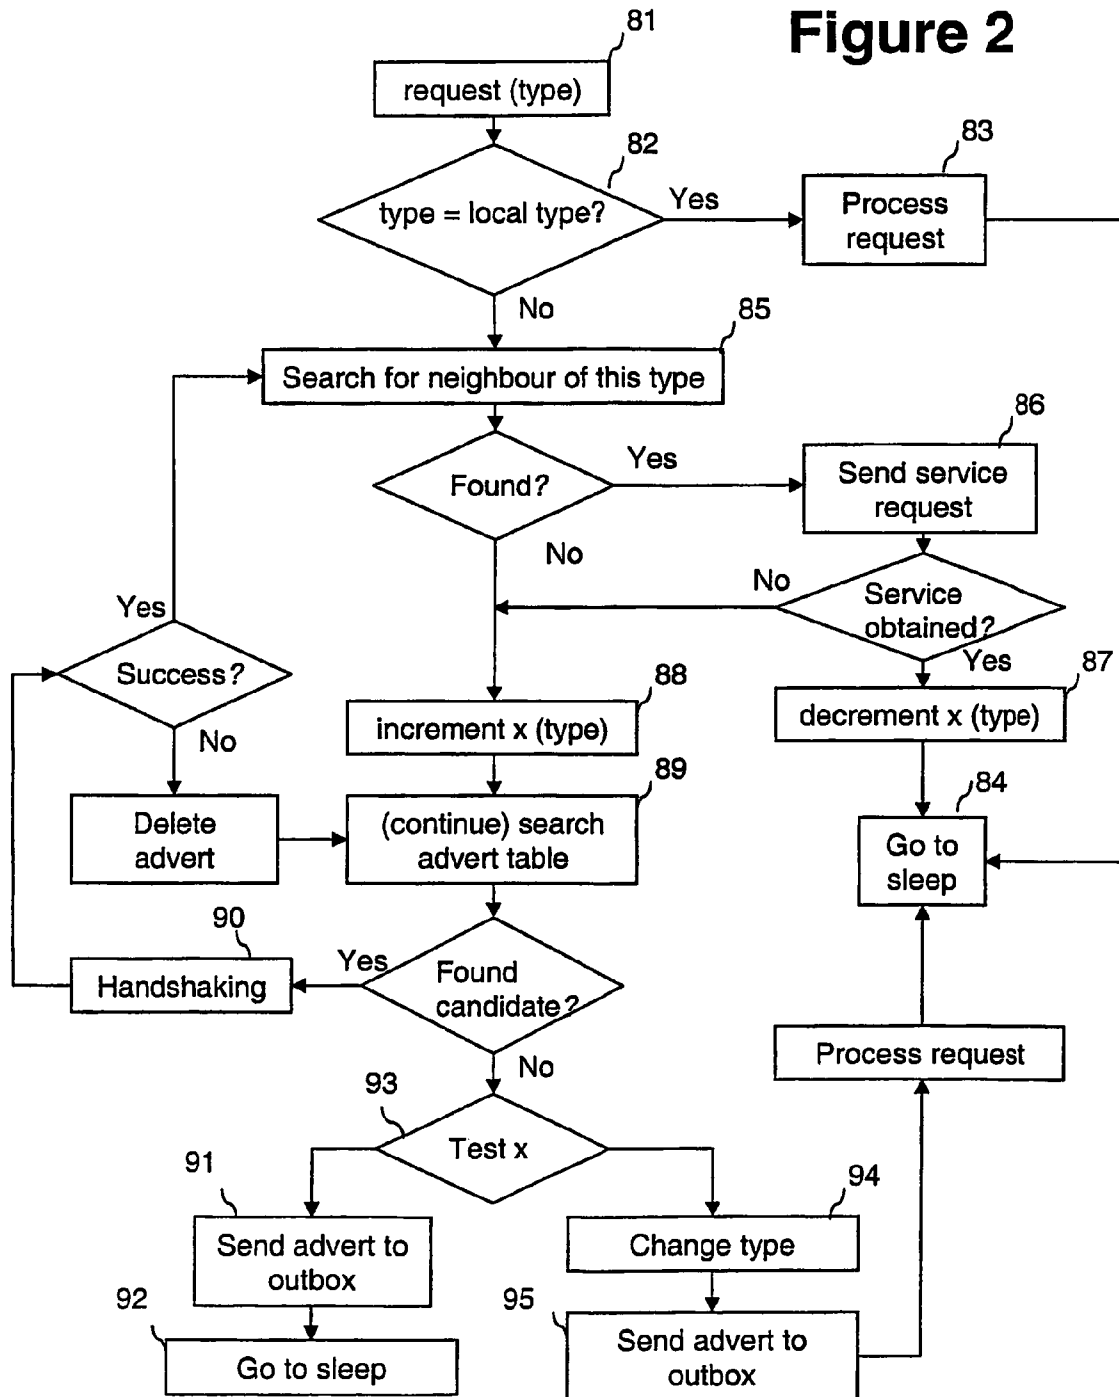 Figure 2
81
request (type)
82
type = local type?
Yes
83
Process
request
No
85
Search for neighbour of this type
86
Found?
Yes
Send service
request
No
No
Service
obtained?
Yes
Success?
Yes
87
88
increment x (type)
decrement x (type)
No
89
84
Delete
advert
(continue) search
advert table
Go to
sleep
90
Handshaking
Yes
Found
candidate?
Process request
No
93
Test x
91
94
Send advert to
outbox
Change type
92
95
Go to sleep
Send advert to
outbox